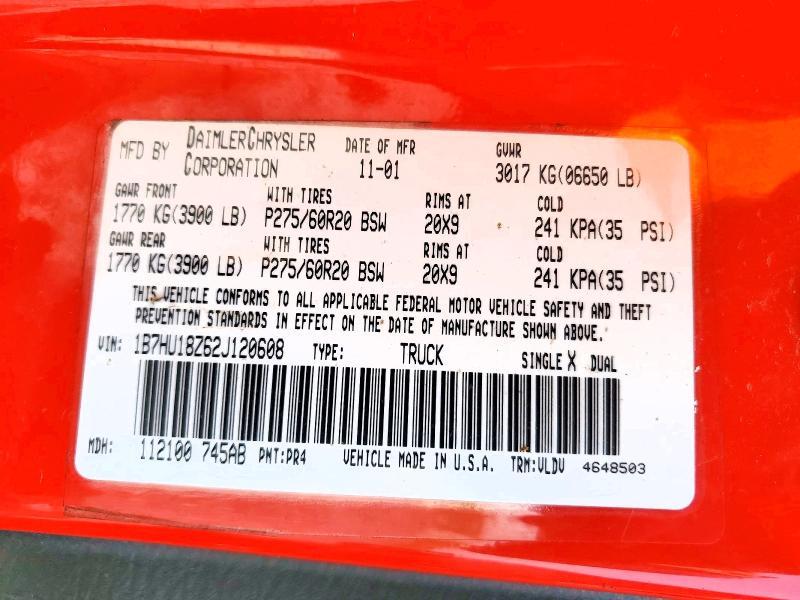 MFD BY DAIMLERCHRYSLER CORPORATION DATE OF MFR 11-01 GVWR 3017 KG(06650 LB)
GAWR FRONT WITH TIRES RIMS AT COLD
1770 KG(3900 LB) P275/60R20 BSW 20X9 241 KPA(35 PSI)
GAWR REAR WITH TIRES RIMS AT COLD
1770 KG(3900 LB) P275/60R20 BSW 20X9 241 KPA(35 PSI)
THIS VEHICLE CONFORMS TO ALL APPLICABLE FEDERAL MOTOR VEHICLE SAFETY AND THEFT
PREVENTION STANDARDS IN EFFECT ON THE DATE OF MANUFACTURE SHOWN ABOVE.
VIN: 1B7HU18Z62J120608 TYPE: TRUCK SINGLE X DUAL
MDH: 112100 745AB PNT:PR4 VEHICLE MADE IN U.S.A. TRM:VLDV 4648503